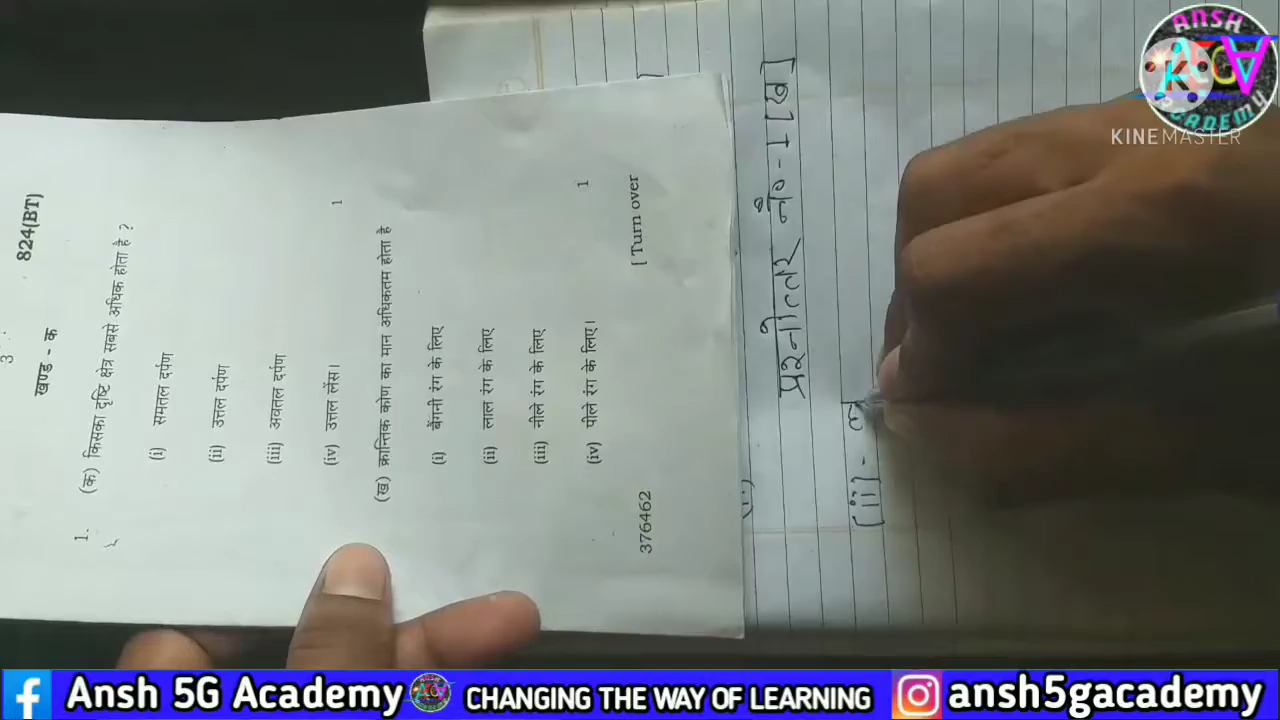 3
824(BT)
खण्ड - क
1. (क) किसका दृष्टि क्षेत्र सबसे अधिक होता है ?
(i) समतल दर्पण
(ii) उत्तल दर्पण
(iii) अवतल दर्पण
(iv) उत्तल लेंस। 1
(ख) क्रान्तिक कोण का मान अधिकतम होता है
(i) बैंगनी रंग के लिए
(ii) लाल रंग के लिए
(iii) नीले रंग के लिए
(iv) पीले रंग के लिए। 1
376462 [ Turn over
प्रश्नोत्तर नं० - 1 [ख]
[ii] -
ANSH
5G
ACADEMY
KINEMASTER
Ansh 5G Academy CHANGING THE WAY OF LEARNING ansh5gacademy